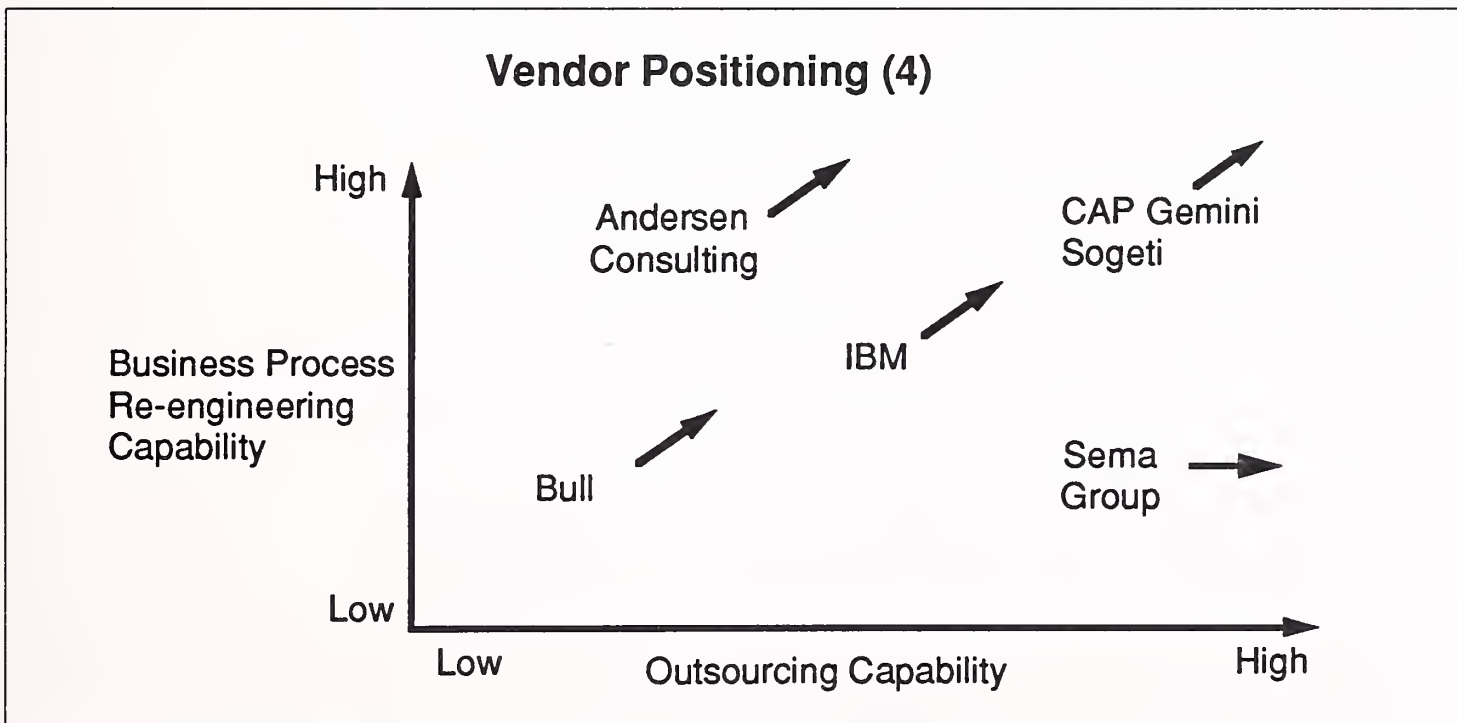 Vendor Positioning (4)
High
Andersen
Consulting
CAP Gemini
Sogeti
IBM
Business Process
Re-engineering
Capability
Bull
Sema
Group
Low
Low
Outsourcing Capability
High